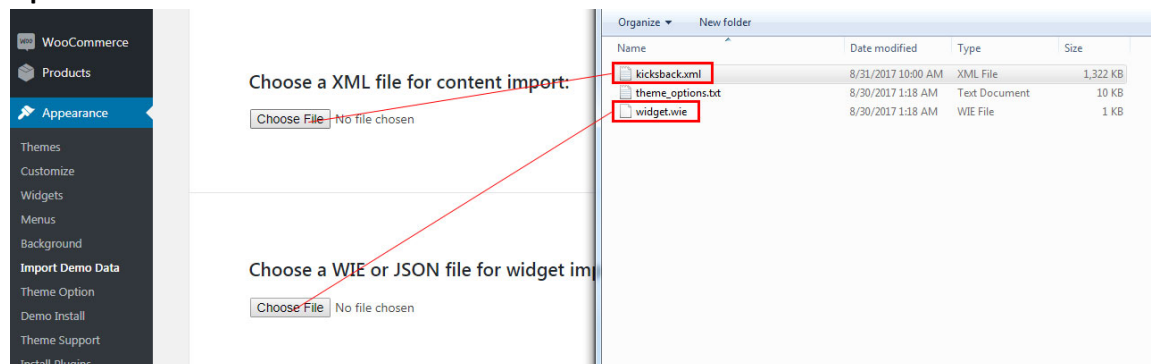 WooCommerce
Products
Appearance
Themes
Customize
Widgets
Menus
Background
Import Demo Data
Theme Option
Demo Install
Theme Support
Install Plugins
Choose a XML file for content import:
Choose File No file chosen
Choose a WIE or JSON file for widget imp
Choose File No file chosen
Organize New folder
Name Date modified Type Size
kicksback.xml 8/31/2017 10:00 AM XML File 1,322 KB
theme_options.txt 8/30/2017 1:18 AM Text Document 10 KB
widget.wie 8/30/2017 1:18 AM WIE File 1 KB